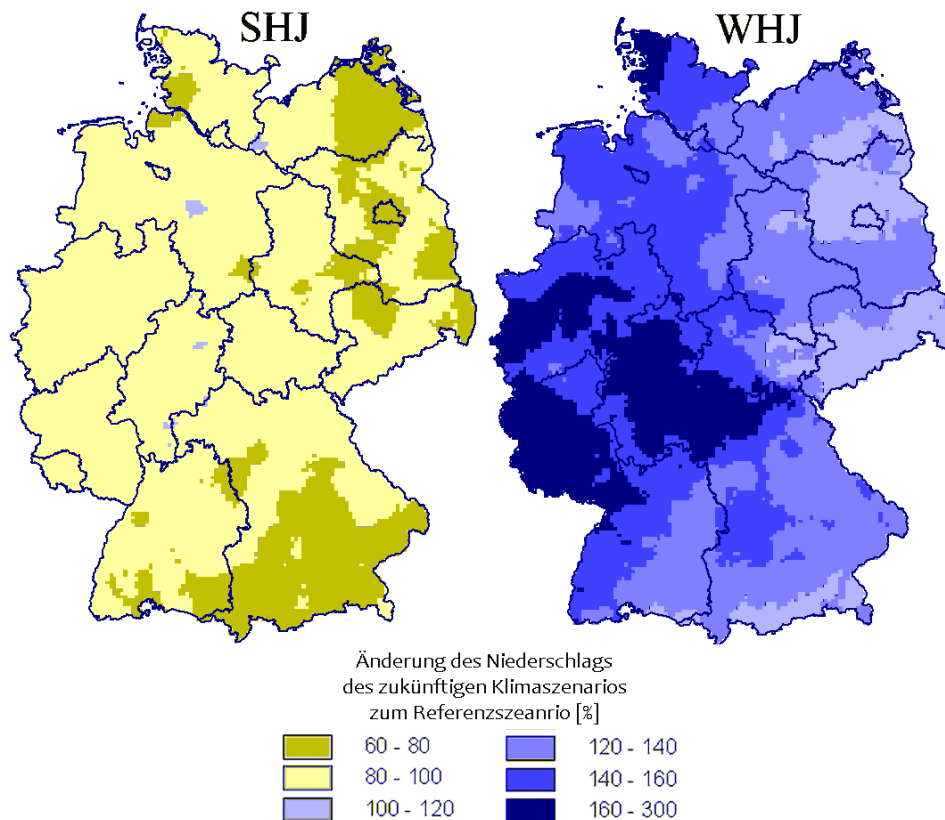 SHJ
WHJ
Änderung des Niederschlags
des zukünftigen Klimaszenarios
zum Referenzszeanrio [%]
60 - 80
120 - 140
80 - 100
140 - 160
100 - 120
160 - 300